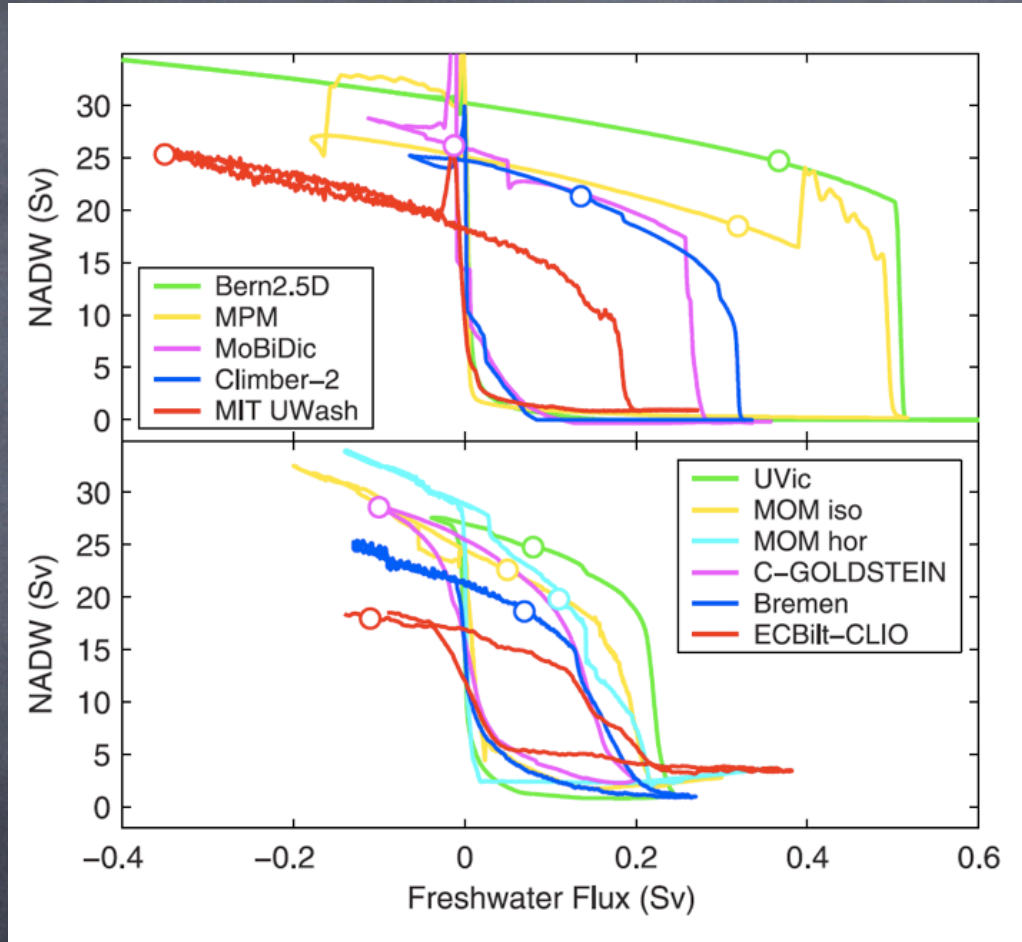 NADW (Sv)
30
25
20
15
10
5
0
Bern2.5D
MPM
MoBiDic
Climber−2
MIT UWash
NADW (Sv)
30
25
20
15
10
5
0
UVic
MOM iso
MOM hor
C−GOLDSTEIN
Bremen
ECBilt−CLIO
−0.4 −0.2 0 0.2 0.4 0.6
Freshwater Flux (Sv)